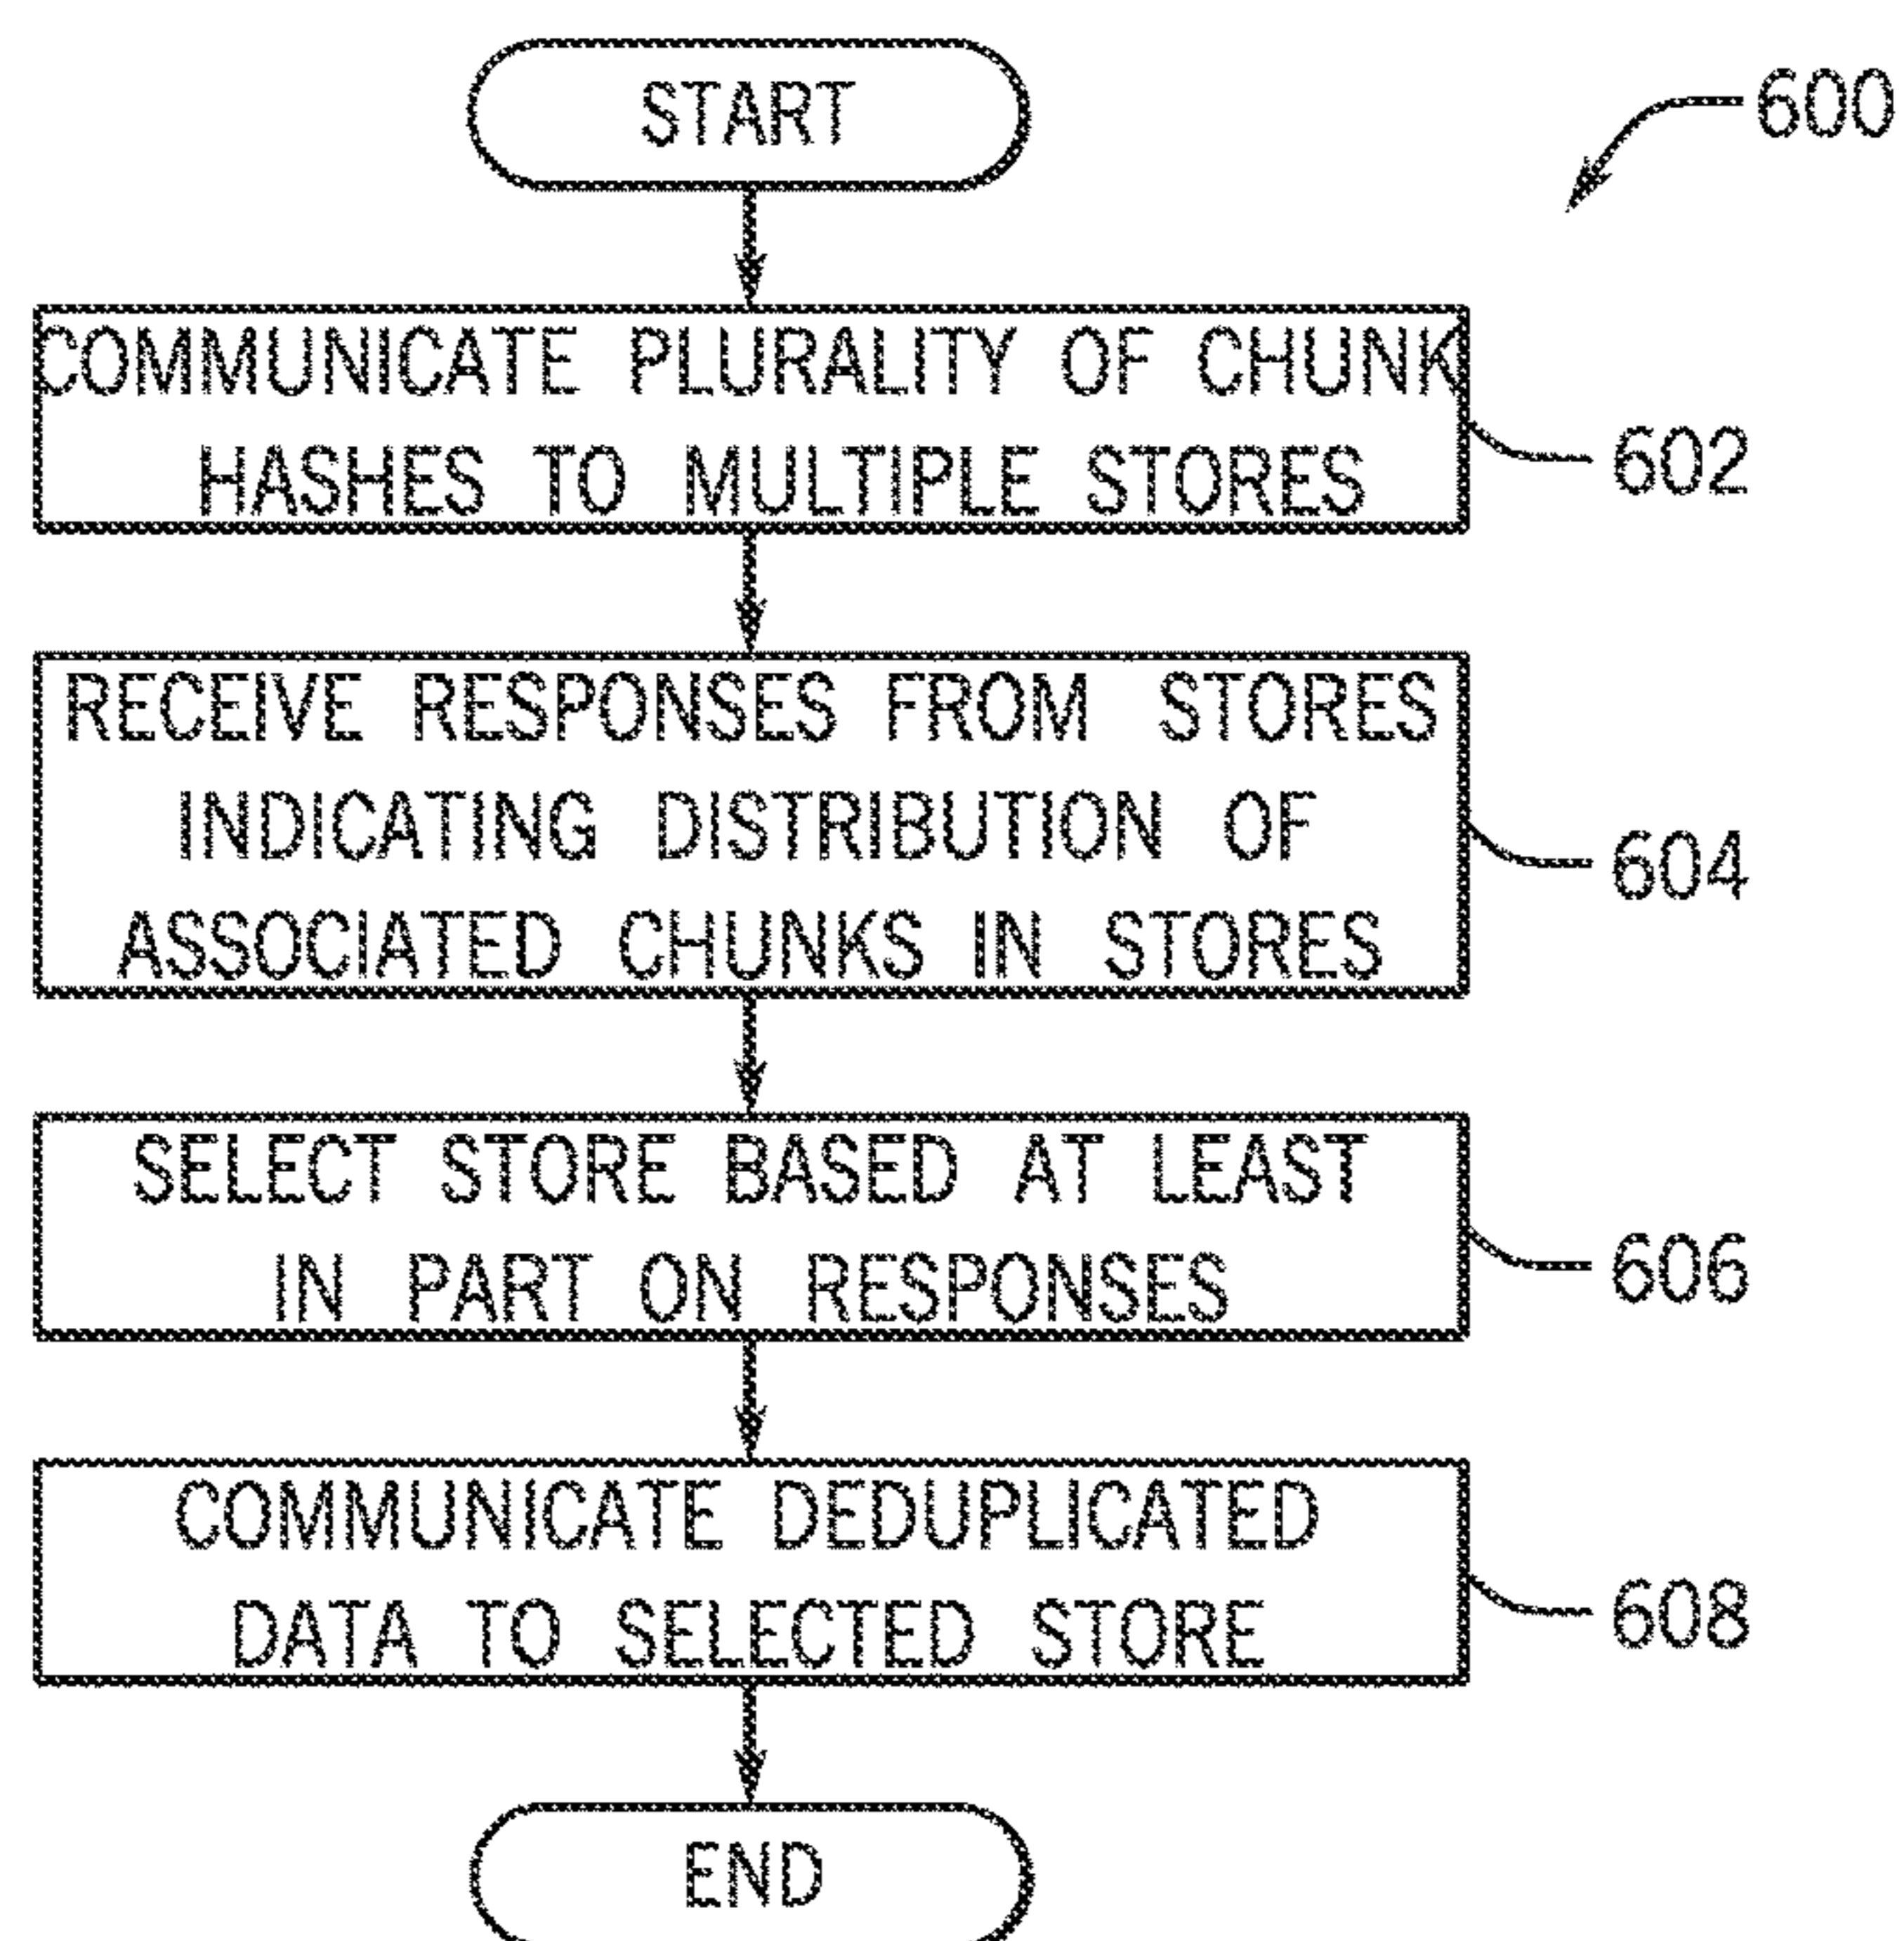 START
600
COMMUNICATE PLURALITY OF CHUNK
HASHES TO MULTIPLE STORES
602
RECEIVE RESPONSES FROM STORES
INDICATING DISTRIBUTION OF
ASSOCIATED CHUNKS IN STORES
604
SELECT STORE BASED AT LEAST
IN PART ON RESPONSES
606
COMMUNICATE DEDUPLICATED
DATA TO SELECTED STORE
608
END